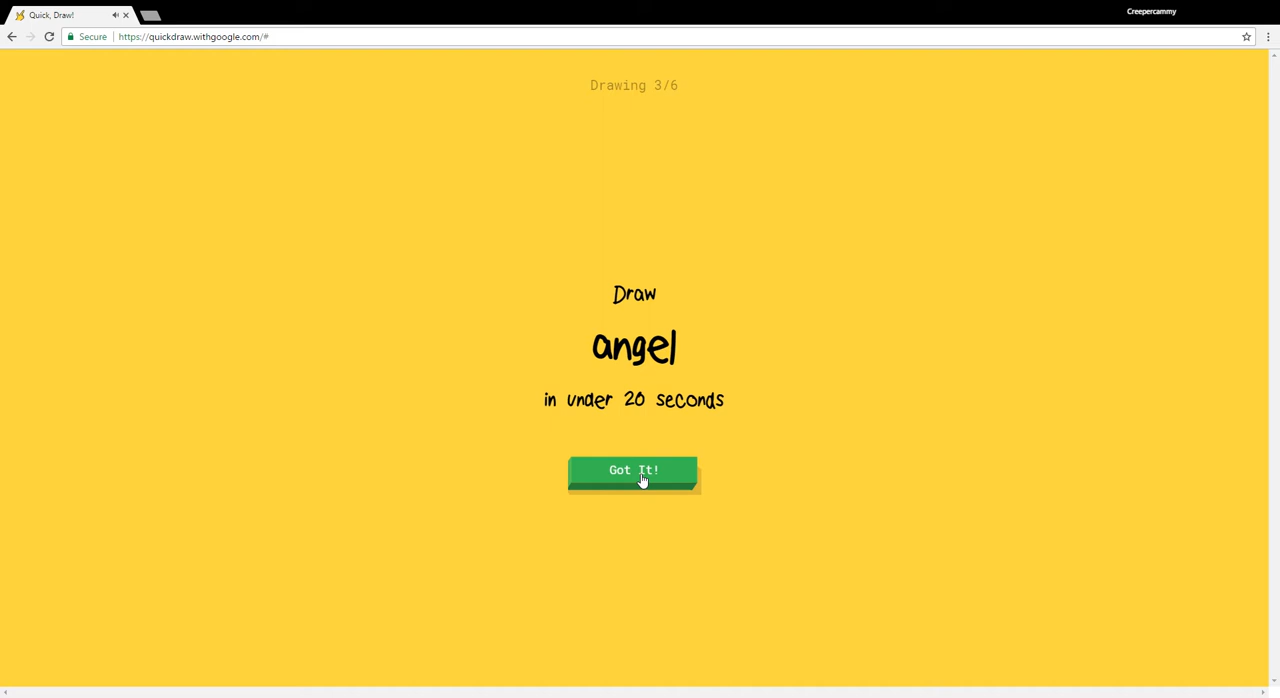 Quick, Draw!
Creepercammy
Secure
https://quickdraw.withgoogle.com/#
Drawing 3/6
Draw
angel
in under 20 seconds
Got It!